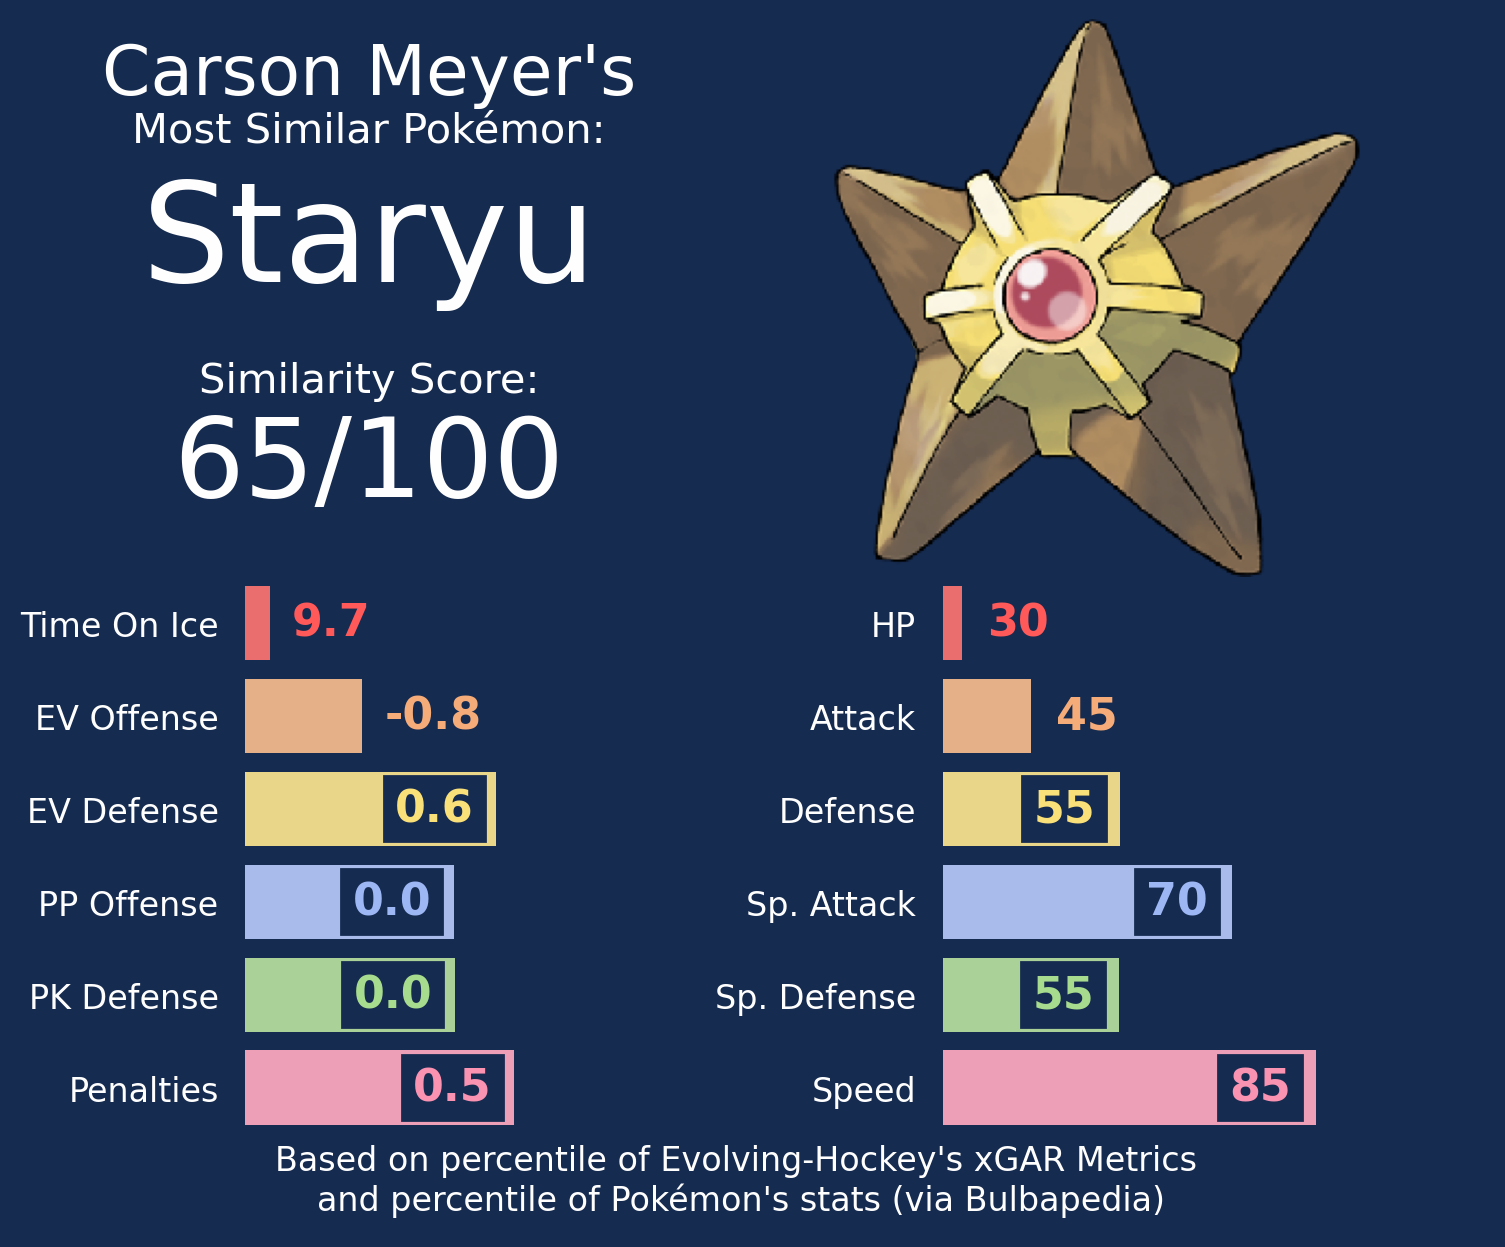 Carson Meyer's
Most Similar Pokémon:
Staryu
Similarity Score:
65/100
Time On Ice 9.7
EV Offense -0.8
EV Defense 0.6
PP Offense 0.0
PK Defense 0.0
Penalties 0.5
HP 30
Attack 45
Defense 55
Sp. Attack 70
Sp. Defense 55
Speed 85
Based on percentile of Evolving-Hockey's xGAR Metrics
and percentile of Pokémon's stats (via Bulbapedia)